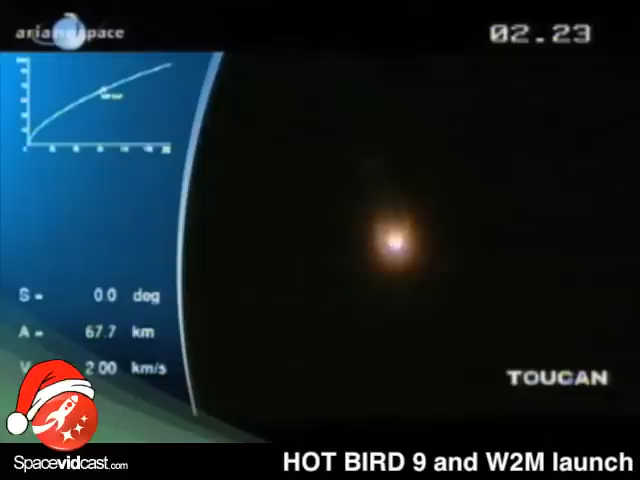 arianespace
02.23
S = 0.0 deg
A = 67.7 km
V 2.00 km/s
TOUCAN
Spacevidcast.com
HOT BIRD 9 and W2M launch